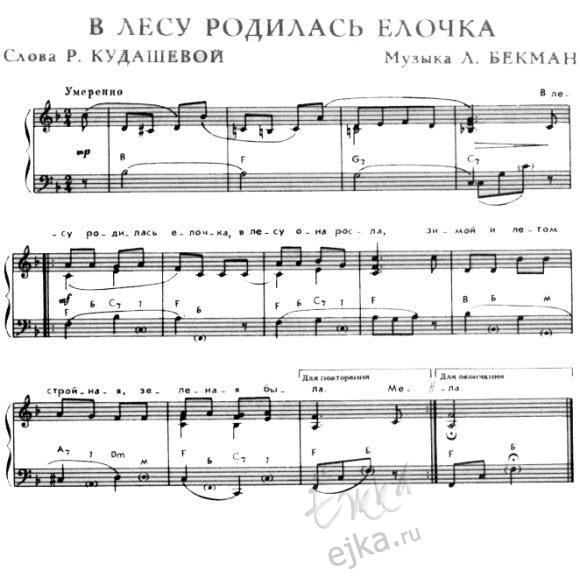 В ЛЕСУ РОДИЛАСЬ ЕЛОЧКА
Слова Р. КУДАШЕВОЙ Музыка Л. БЕКМАН
Умеренно
В ле-
mp B F G7 C7
-су ро-ди-лась е-лоч-ка, в ле-су о-на рос-ла, зи-мой и ле-том
mf F Б C7 7 F Б F Б C7 7 F Б B Б м
строй-на-я, зе-ле-на-я бы- ла. Ме- ла.
Для повторения Для окончания
A7 7 Dm м F Б C7 7 F Б F Б
Ёжка
ejka.ru